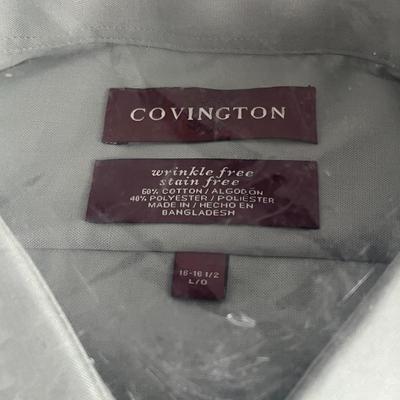 COVINGTON
wrinkle free
stain free
60% COTTON / ALGODÓN
40% POLYESTER / POLIESTER
MADE IN / HECHO EN
BANGLADESH
16-16 1/2
L/G